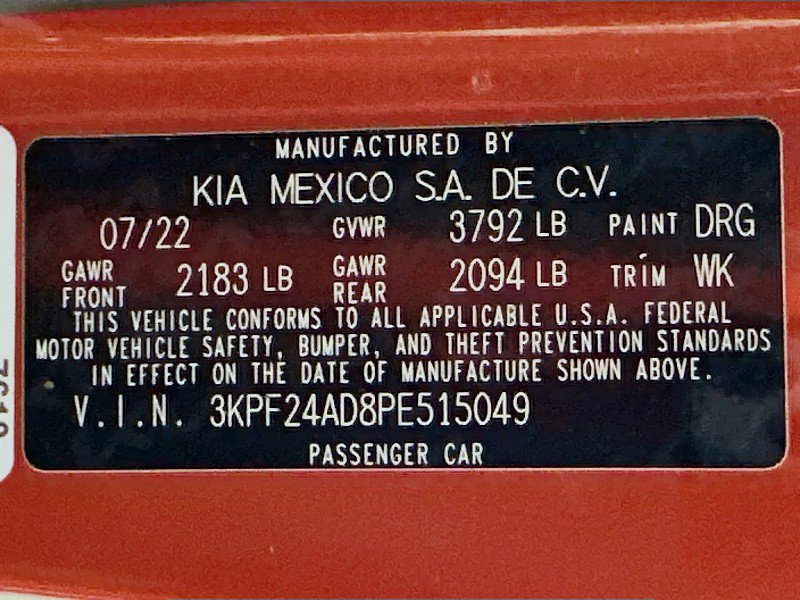 MANUFACTURED BY
KIA MEXICO S.A. DE C.V.
07/22 GVWR 3792 LB PAINT DRG
GAWR FRONT 2183 LB GAWR REAR 2094 LB TRIM WK
THIS VEHICLE CONFORMS TO ALL APPLICABLE U.S.A. FEDERAL
MOTOR VEHICLE SAFETY, BUMPER, AND THEFT PREVENTION STANDARDS
IN EFFECT ON THE DATE OF MANUFACTURE SHOWN ABOVE.
V.I.N. 3KPF24AD8PE515049
PASSENGER CAR